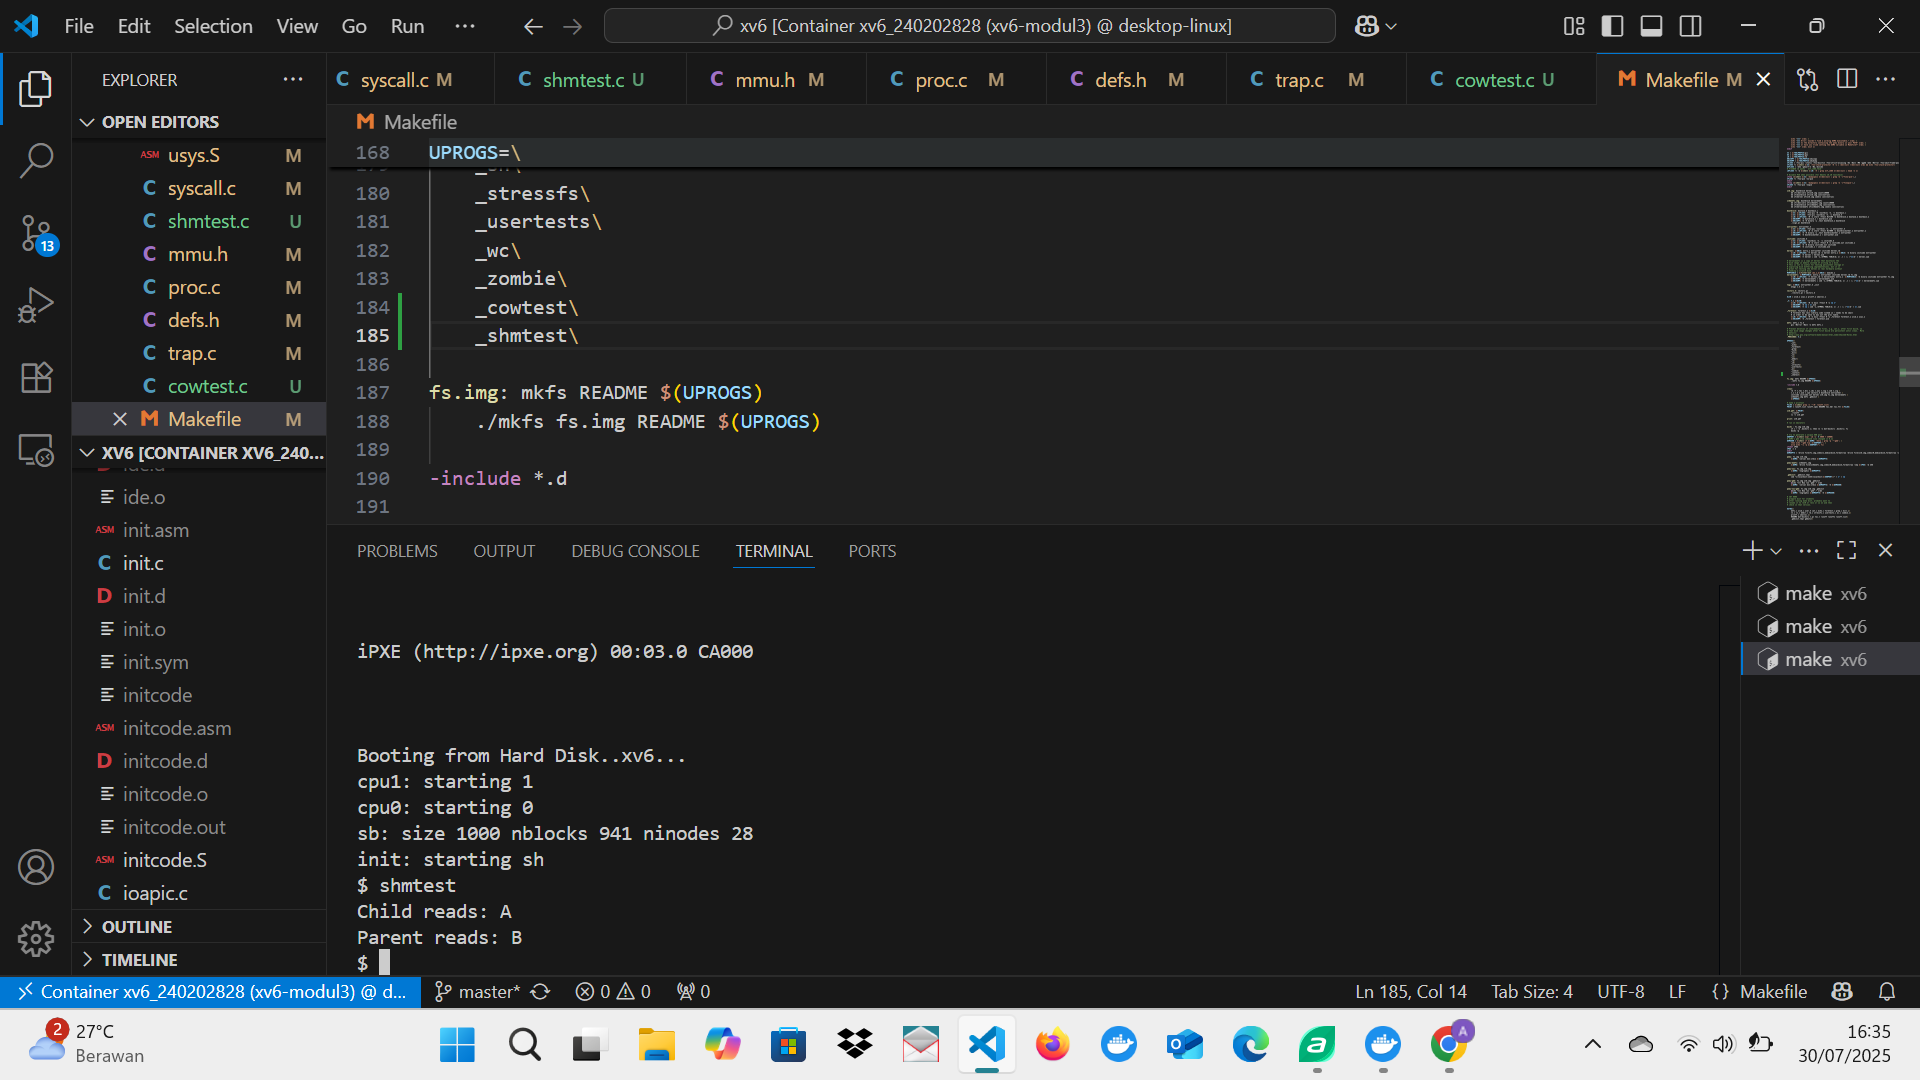 File Edit Selection View Go Run
xv6 [Container xv6_240202828 (xv6-modul3) @ desktop-linux]
EXPLORER
syscall.c M
shmtest.c U
mmu.h M
proc.c M
defs.h M
trap.c M
cowtest.c U
Makefile M
OPEN EDITORS
ASM usys.S M
C syscall.c M
C shmtest.c U
C mmu.h M
C proc.c M
C defs.h M
C trap.c M
C cowtest.c U
M Makefile M
XV6 [CONTAINER XV6_240...
ide.o
ASM init.asm
C init.c
D init.d
init.o
init.sym
initcode
ASM initcode.asm
D initcode.d
initcode.o
initcode.out
ASM initcode.S
C ioapic.c
OUTLINE
TIMELINE
13
M Makefile
168 UPROGS=\
180 _stressfs\
181 _usertests\
182 _wc\
183 _zombie\
184 _cowtest\
185 _shmtest\
186
187 fs.img: mkfs README $(UPROGS)
188 ./mkfs fs.img README $(UPROGS)
189
190 -include *.d
191
PROBLEMS OUTPUT DEBUG CONSOLE TERMINAL PORTS
iPXE (http://ipxe.org) 00:03.0 CA000
Booting from Hard Disk..xv6...
cpu1: starting 1
cpu0: starting 0
sb: size 1000 nblocks 941 ninodes 28
init: starting sh
$ shmtest
Child reads: A
Parent reads: B
$
make xv6
make xv6
make xv6
Container xv6_240202828 (xv6-modul3) @ d...
master*
0 0
0
Ln 185, Col 14
Tab Size: 4
UTF-8
LF
{} Makefile
2
27°C
Berawan
A
16:35
30/07/2025